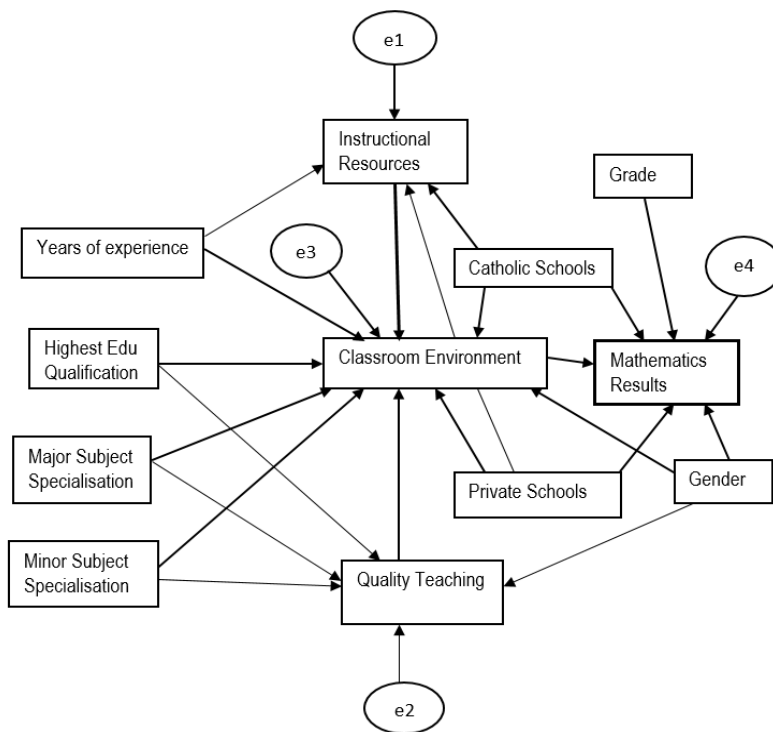 e1
Instructional
Resources
Grade
Years of experience
e3
Catholic Schools
e4
Highest Edu
Qualification
Classroom Environment
Mathematics
Results
Major Subject
Specialisation
Private Schools
Gender
Minor Subject
Specialisation
Quality Teaching
e2